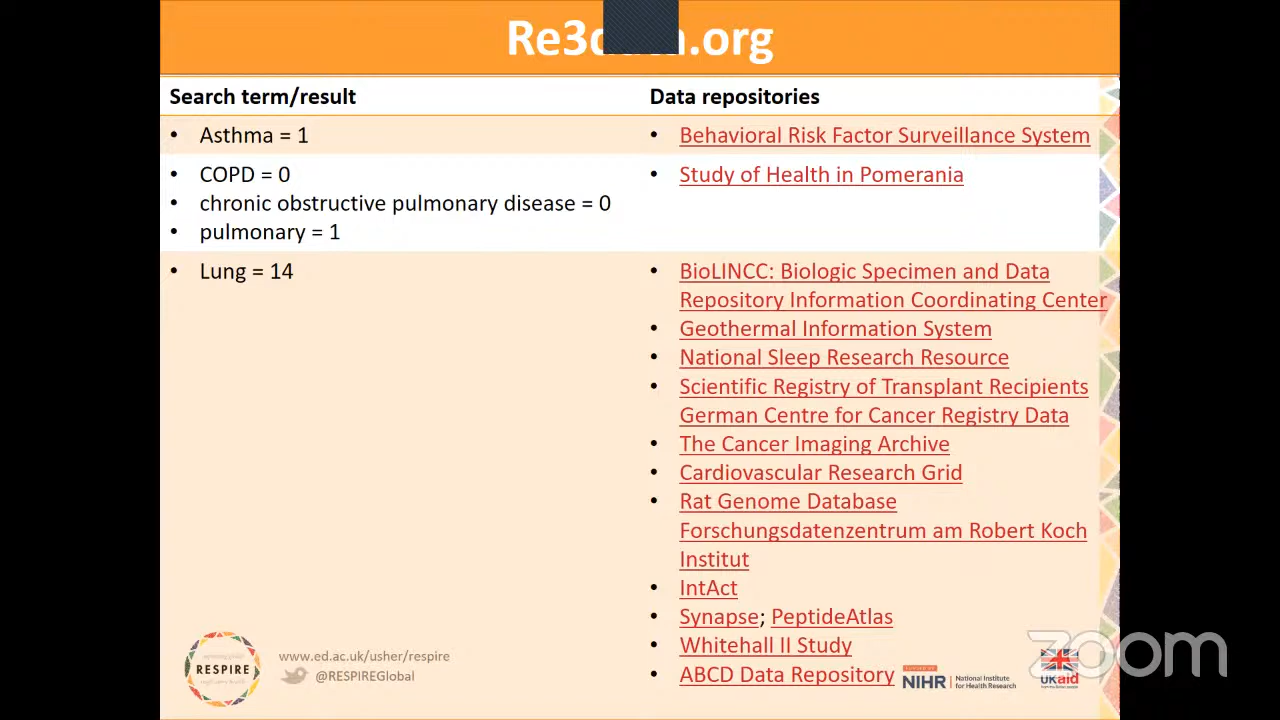 Re3data.org
Search term/result
Data repositories
• Asthma = 1
• Behavioral Risk Factor Surveillance System
• COPD = 0
• chronic obstructive pulmonary disease = 0
• pulmonary = 1
• Study of Health in Pomerania
• Lung = 14
• BioLINCC: Biologic Specimen and Data
Repository Information Coordinating Center
• Geothermal Information System
• National Sleep Research Resource
• Scientific Registry of Transplant Recipients
German Centre for Cancer Registry Data
• The Cancer Imaging Archive
• Cardiovascular Research Grid
• Rat Genome Database
Forschungsdatenzentrum am Robert Koch
Institut
• IntAct
• Synapse; PeptideAtlas
• Whitehall II Study
• ABCD Data Repository
RESPIRE
www.ed.ac.uk/usher/respire
@RESPIREGlobal
NIHR
National Institute
for Health Research
ukaid
zoom